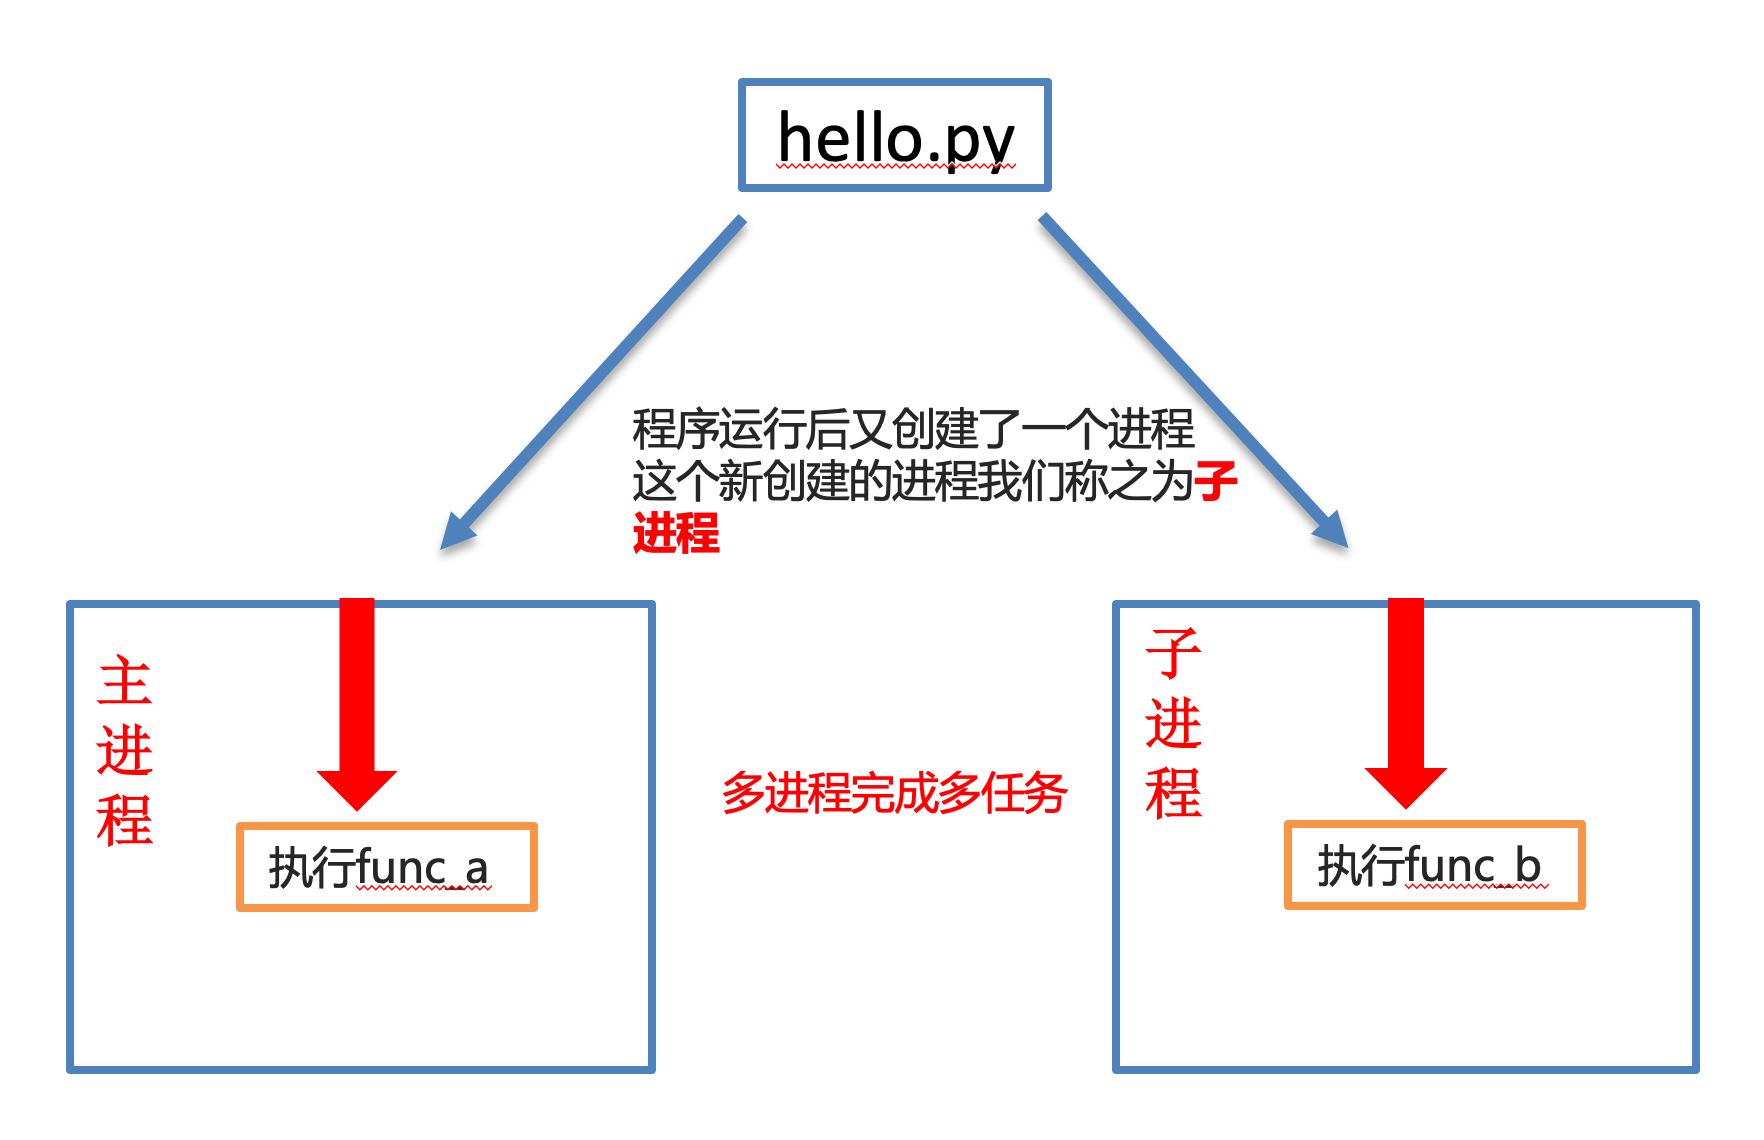 hello.py
程序运行后又创建了一个进程
这个新创建的进程我们称之为子
进程
主
进
程
执行func_a
多进程完成多任务
子
进
程
执行func_b